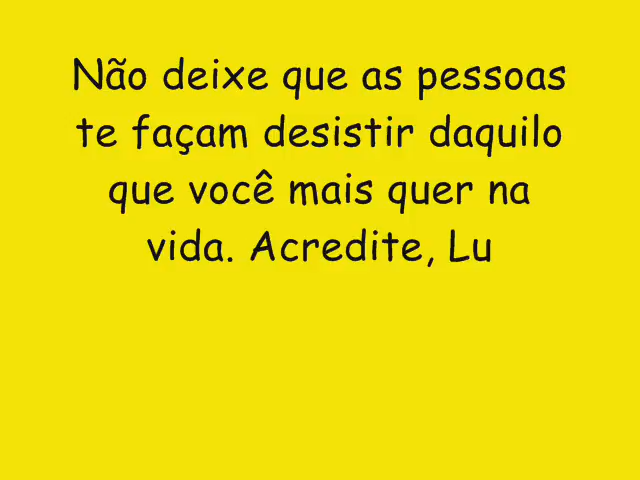 Não deixe que as pessoas
te façam desistir daquilo
que você mais quer na
vida. Acredite, Lu